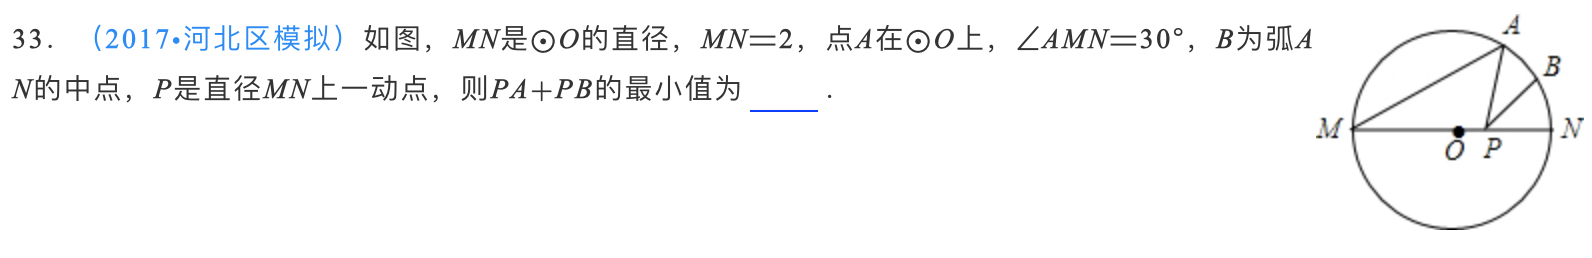 33. （2017•河北区模拟）如图，MN是⊙O的直径，MN=2，点A在⊙O上，∠AMN=30°，B为弧A
N的中点，P是直径MN上一动点，则PA+PB的最小值为 ____ .
A
B
M
N
O
P